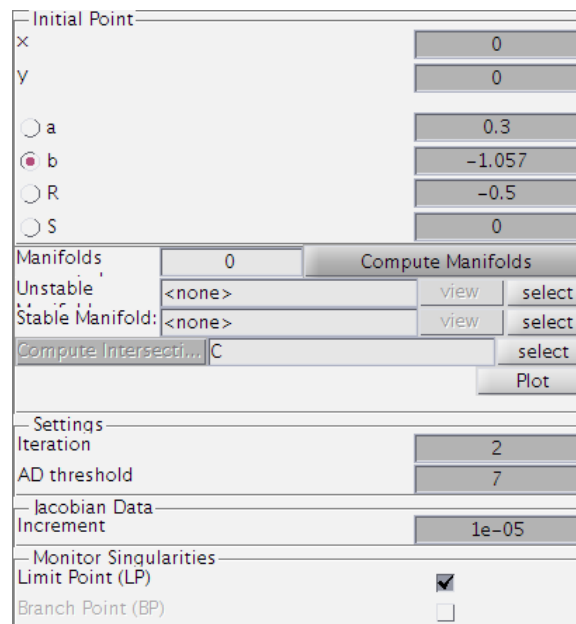 Initial Point
x 0
y 0
a 0.3
b -1.057
R -0.5
S 0
Manifolds 0 Compute Manifolds
Unstable <none> view select
Stable Manifold: <none> view select
Compute Intersecti... C select
Plot
Settings
Iteration 2
AD threshold 7
Jacobian Data
Increment 1e-05
Monitor Singularities
Limit Point (LP)
Branch Point (BP)